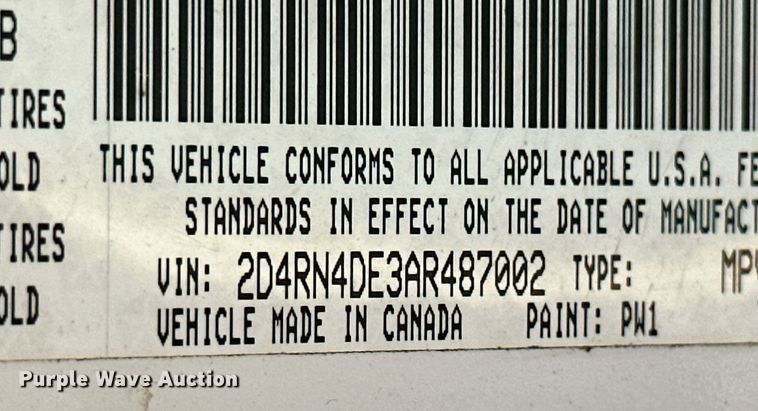 B
TIRES
OLD
TIRES
OLD
THIS VEHICLE CONFORMS TO ALL APPLICABLE U.S.A. FE
STANDARDS IN EFFECT ON THE DATE OF MANUFACT
VIN: 2D4RN4DE3AR487002 TYPE: MPV
VEHICLE MADE IN CANADA PAINT: PW1
Purple Wave Auction